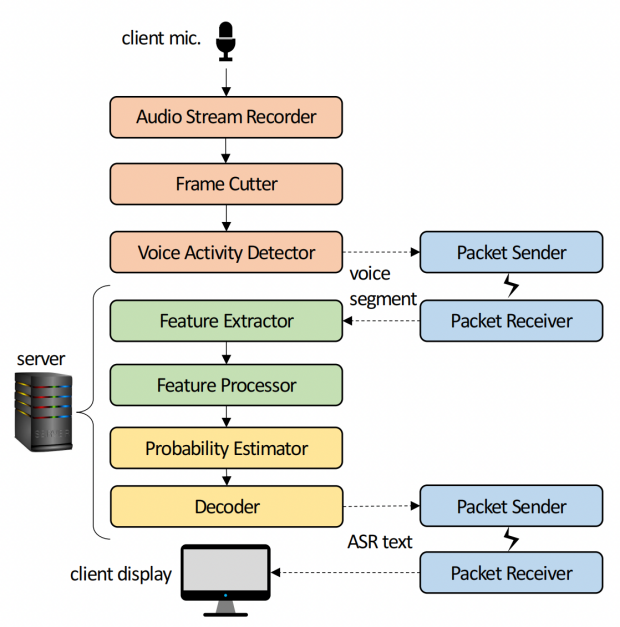 client mic.
Audio Stream Recorder
Frame Cutter
Voice Activity Detector
Packet Sender
voice
segment
Feature Extractor
Packet Receiver
server
Feature Processor
Probability Estimator
Decoder
Packet Sender
ASR text
client display
Packet Receiver